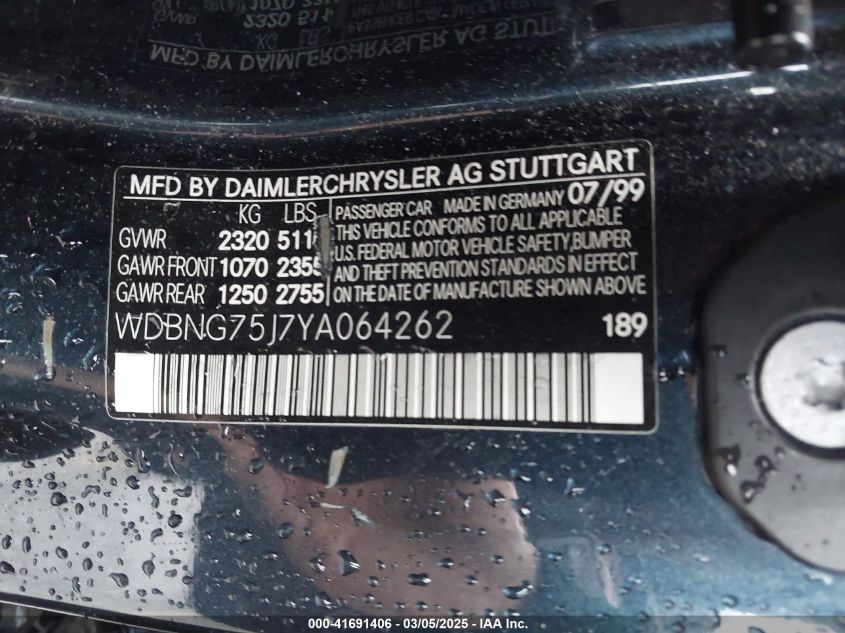 MFD BY DAIMLERCHRYSLER AG STUTTGART
KG LBS
GVWR 2320
GAWR FRONT 1070 2355
GAWR REAR 1250 2755
PASSENGER CAR MADE IN GERMANY 07/99
THIS VEHICLE CONFORMS TO ALL APPLICABLE
U.S. FEDERAL MOTOR VEHICLE SAFETY, BUMPER
AND THEFT PREVENTION STANDARDS IN EFFECT
ON THE DATE OF MANUFACTURE SHOWN ABOVE
WDBNG75J7YA064262 189
000-41691406 - 03/05/2025 - IAA Inc.